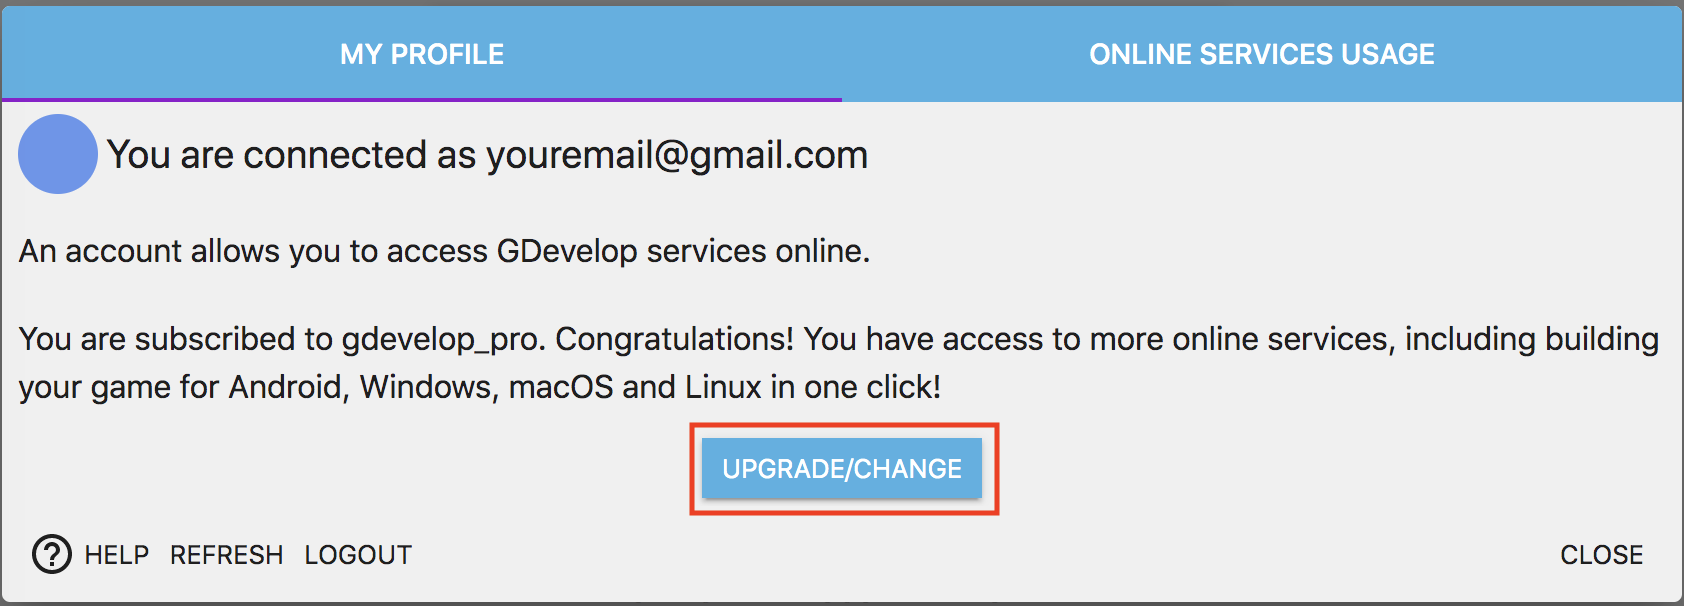 MY PROFILE
ONLINE SERVICES USAGE
You are connected as youremail@gmail.com
An account allows you to access GDevelop services online.
You are subscribed to gdevelop_pro. Congratulations! You have access to more online services, including building
your game for Android, Windows, macOS and Linux in one click!
UPGRADE/CHANGE
? HELP REFRESH LOGOUT
CLOSE